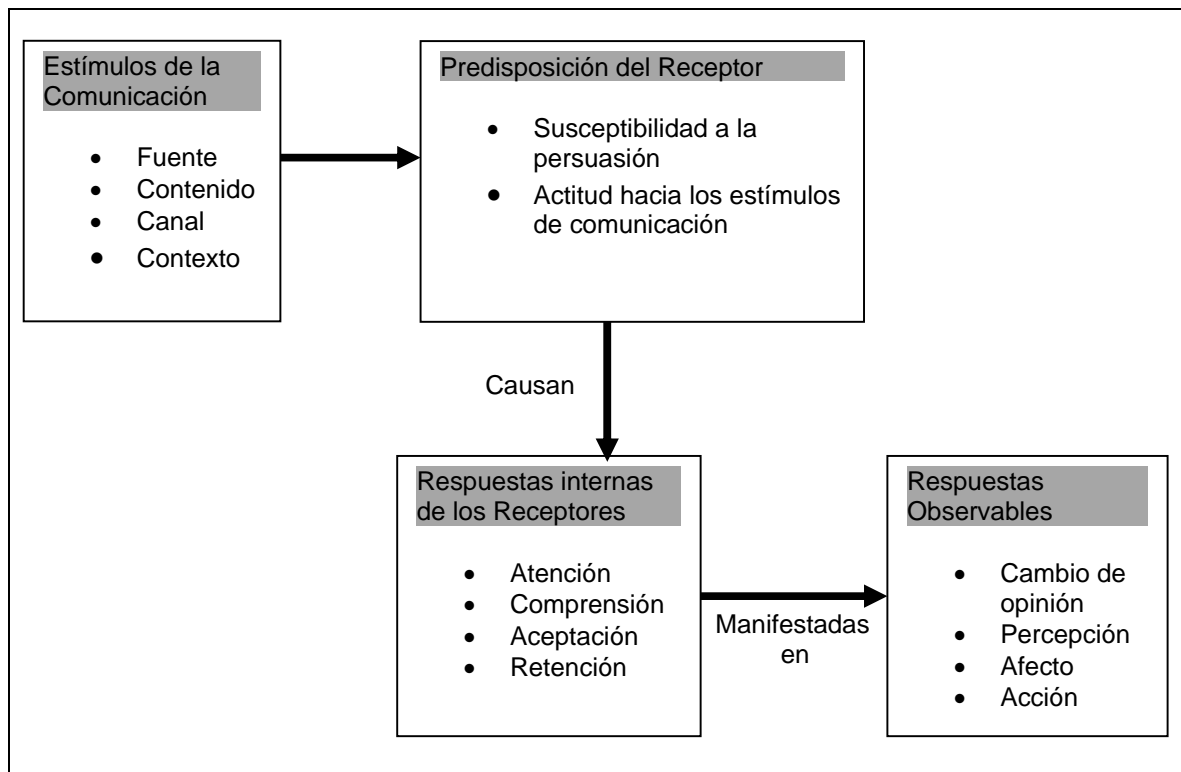 Estímulos de la
Comunicación
• Fuente
• Contenido
• Canal
• Contexto
Predisposición del Receptor
• Susceptibilidad a la
persuasión
• Actitud hacia los estímulos
de comunicación
Causan
Respuestas internas
de los Receptores
• Atención
• Comprensión
• Aceptación
• Retención
Manifestadas
en
Respuestas
Observables
• Cambio de
opinión
• Percepción
• Afecto
• Acción